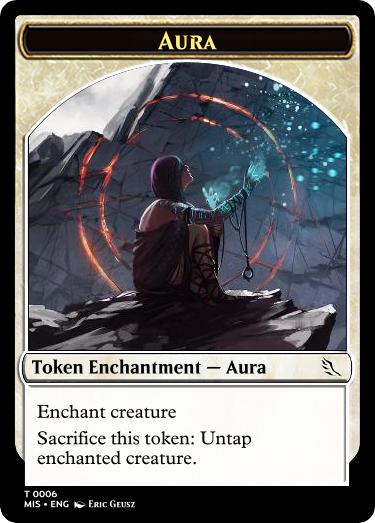 Aura
Token Enchantment — Aura
Enchant creature
Sacrifice this token: Untap
enchanted creature.
T 0006
MIS • ENG Eric Geusz